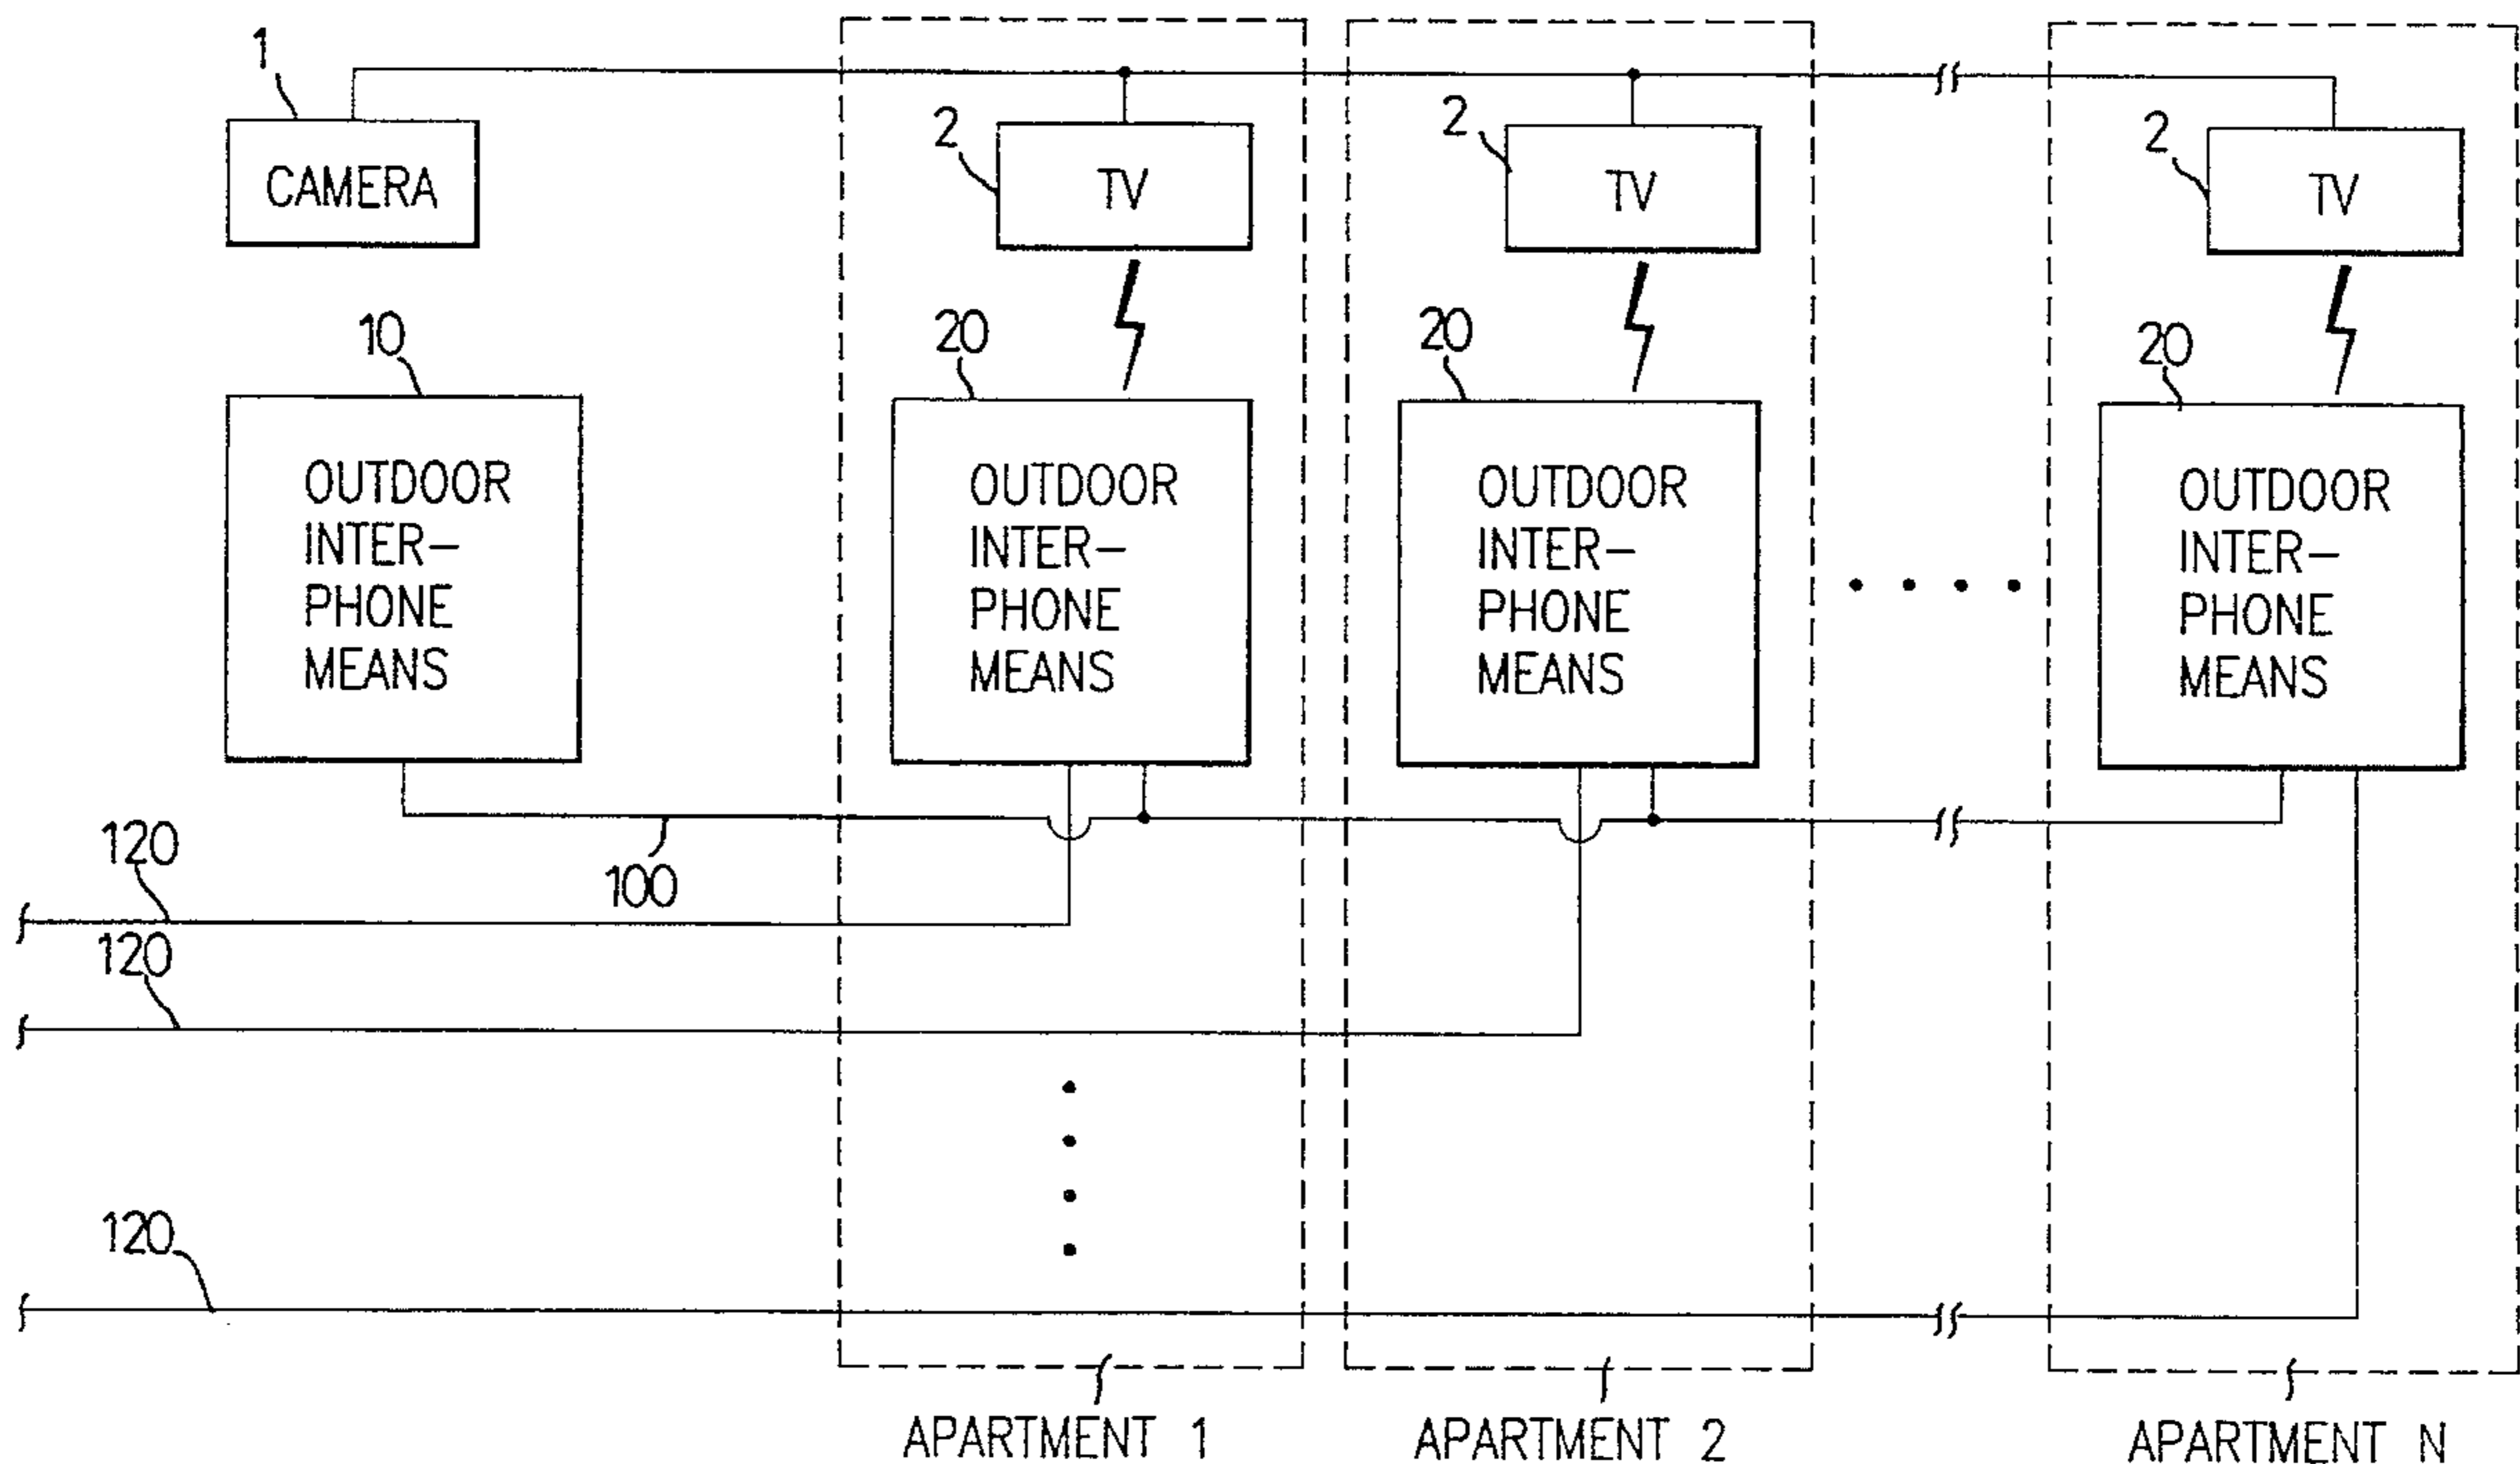 1
CAMERA
2
TV
2
TV
2
TV
10
OUTDOOR
INTER-
PHONE
MEANS
20
OUTDOOR
INTER-
PHONE
MEANS
20
OUTDOOR
INTER-
PHONE
MEANS
20
OUTDOOR
INTER-
PHONE
MEANS
100
120
120
120
APARTMENT 1
APARTMENT 2
APARTMENT N